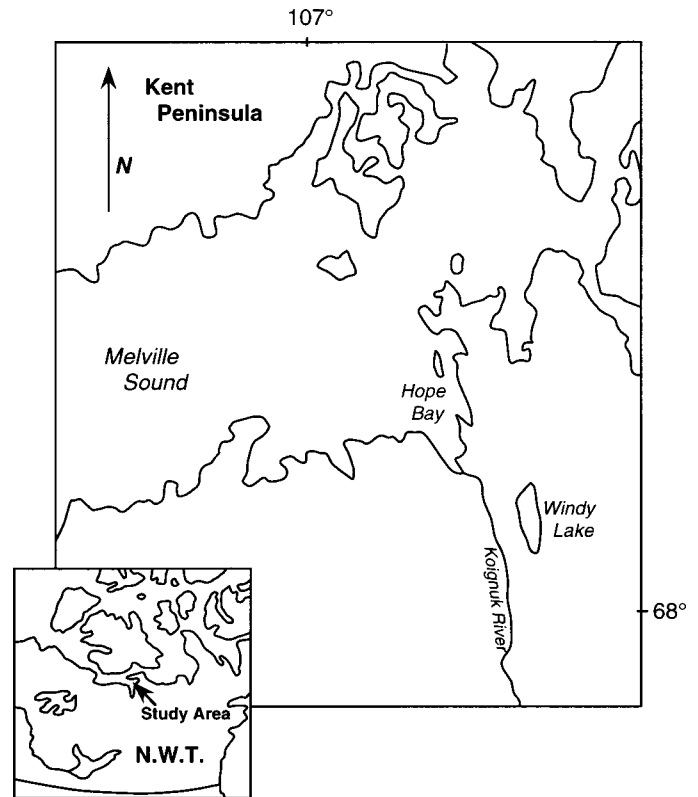 107°
Kent
Peninsula
N
Melville
Sound
Hope
Bay
Windy
Lake
Koignuk River
68°
Study Area
N.W.T.